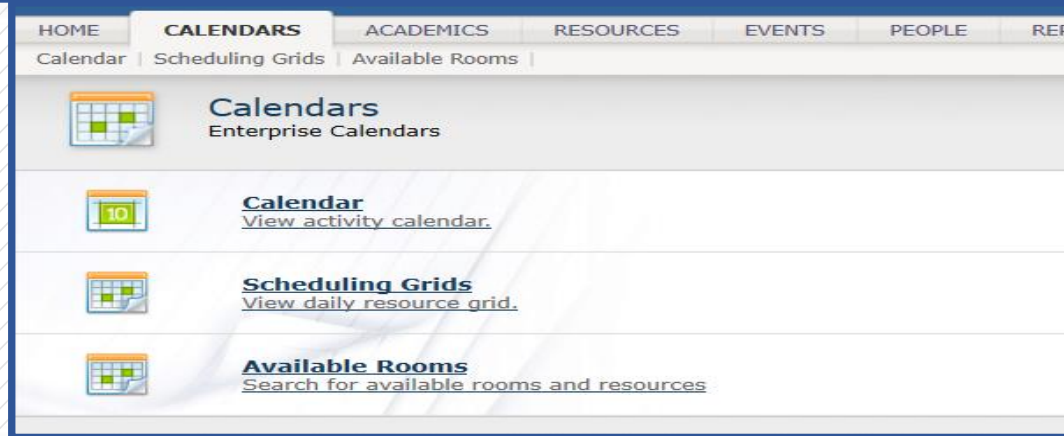 HOME CALENDARS ACADEMICS RESOURCES EVENTS PEOPLE
Calendar | Scheduling Grids | Available Rooms |
Calendars
Enterprise Calendars
10
Calendar
View activity calendar.
Scheduling Grids
View daily resource grid.
Available Rooms
Search for available rooms and resources